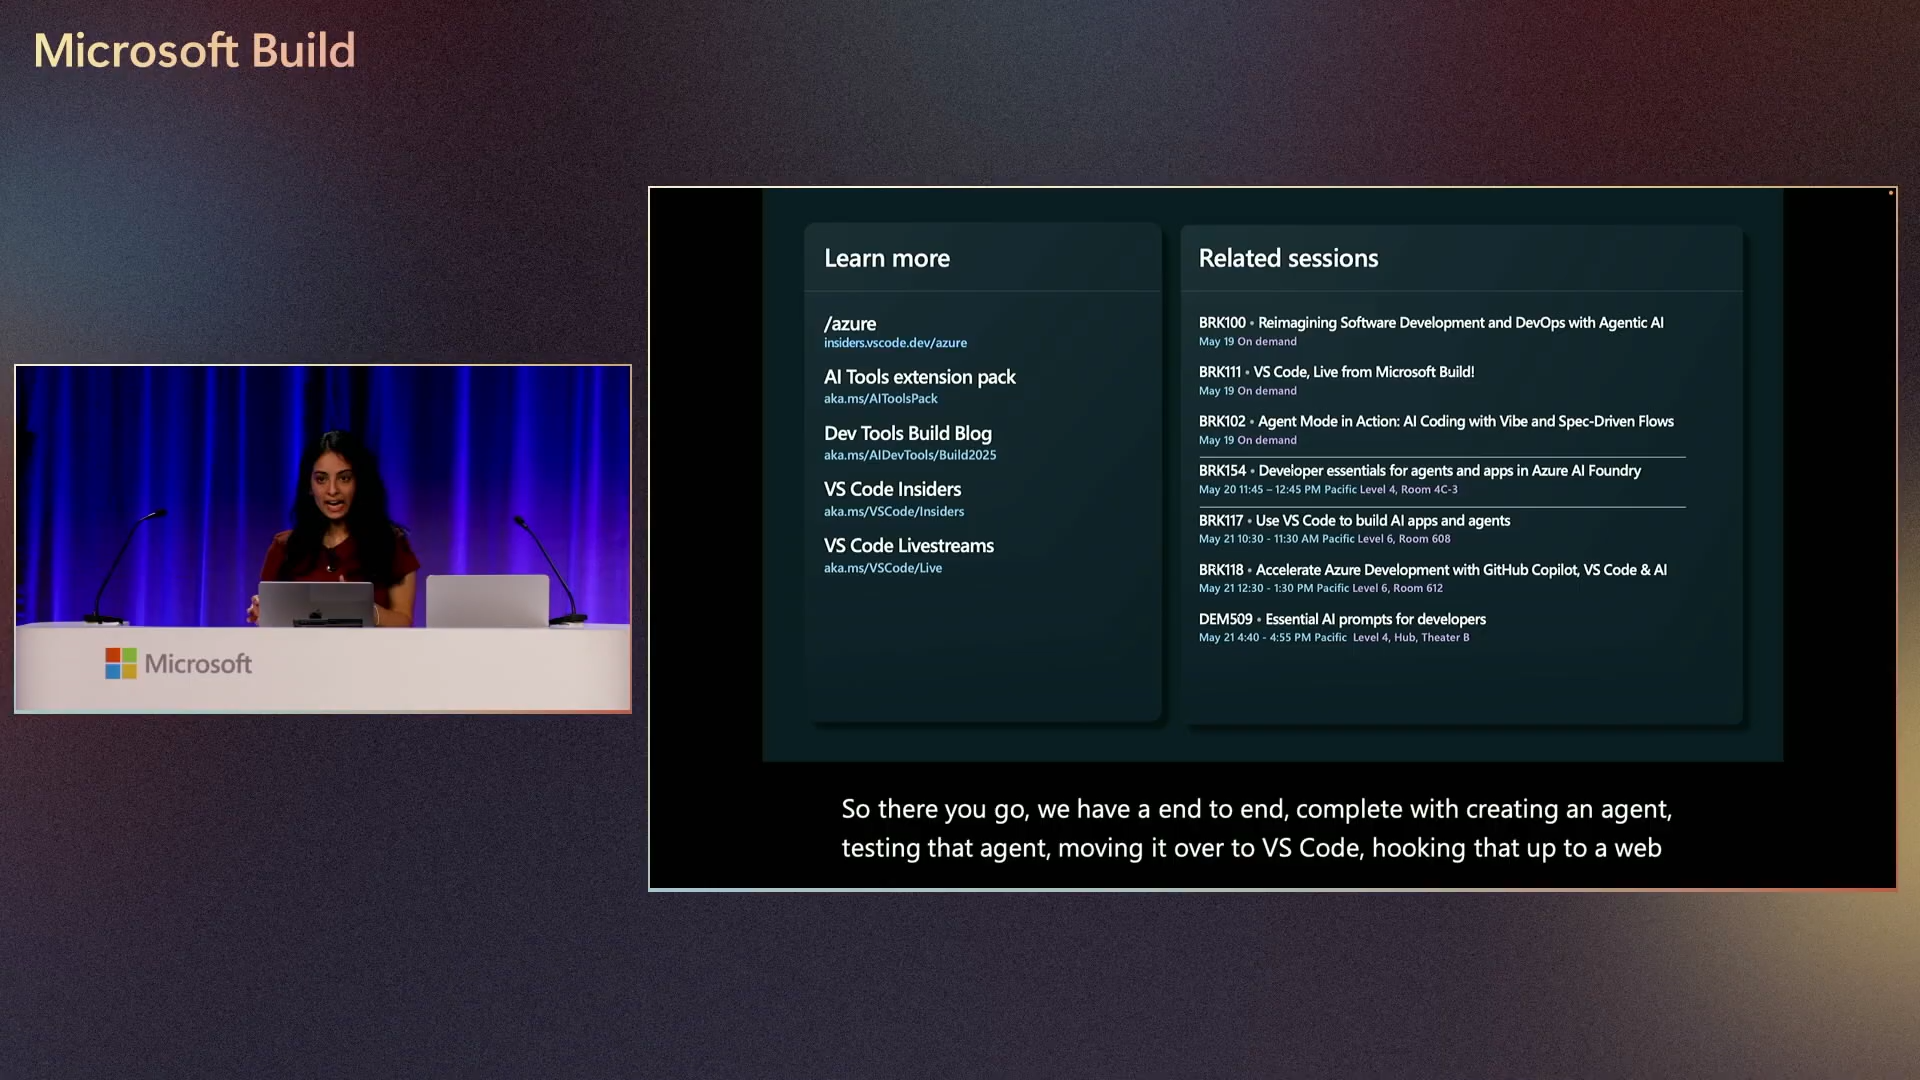 Microsoft Build
Microsoft
Learn more
/azure
insiders.vscode.dev/azure
AI Tools extension pack
aka.ms/AIToolsPack
Dev Tools Build Blog
aka.ms/AIDevTools/Build2025
VS Code Insiders
aka.ms/VSCode/Insiders
VS Code Livestreams
aka.ms/VSCode/Live
Related sessions
BRK100 • Reimagining Software Development and DevOps with Agentic AI
May 19 On demand
BRK111 • VS Code, Live from Microsoft Build!
May 19 On demand
BRK102 • Agent Mode in Action: AI Coding with Vibe and Spec-Driven Flows
May 19 On demand
BRK154 • Developer essentials for agents and apps in Azure AI Foundry
May 20 11:45 – 12:45 PM Pacific Level 4, Room 4C-3
BRK117 • Use VS Code to build AI apps and agents
May 21 10:30 - 11:30 AM Pacific Level 6, Room 608
BRK118 • Accelerate Azure Development with GitHub Copilot, VS Code & AI
May 21 12:30 - 1:30 PM Pacific Level 6, Room 612
DEM509 • Essential AI prompts for developers
May 21 4:40 - 4:55 PM Pacific Level 4, Hub, Theater B
So there you go, we have a end to end, complete with creating an agent,
testing that agent, moving it over to VS Code, hooking that up to a web